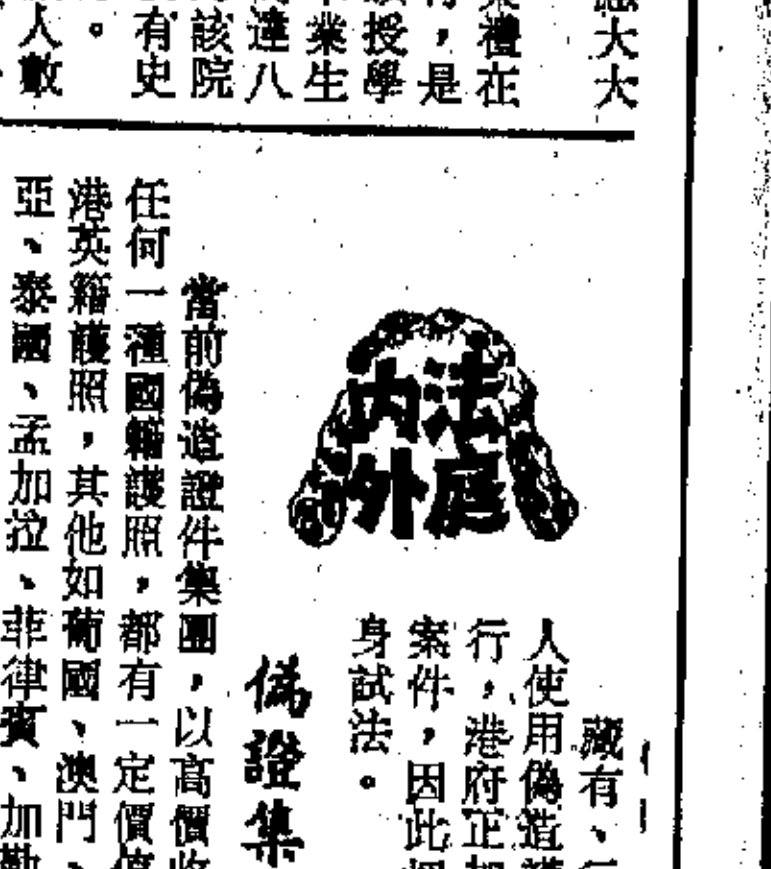 大大
業禮在
，是
授學
業生
達八
該院
有史
。
人數
法庭
內外
藏有、
人使用偽造護
行，港府正加
案件，因此
身試法。
偽證集
當前偽造證件集團，以高價收
任何一種國籍護照，都有一定價值
港英籍護照，其他如葡國、澳門、
亞、泰國、孟加拉、菲律賓、加勒